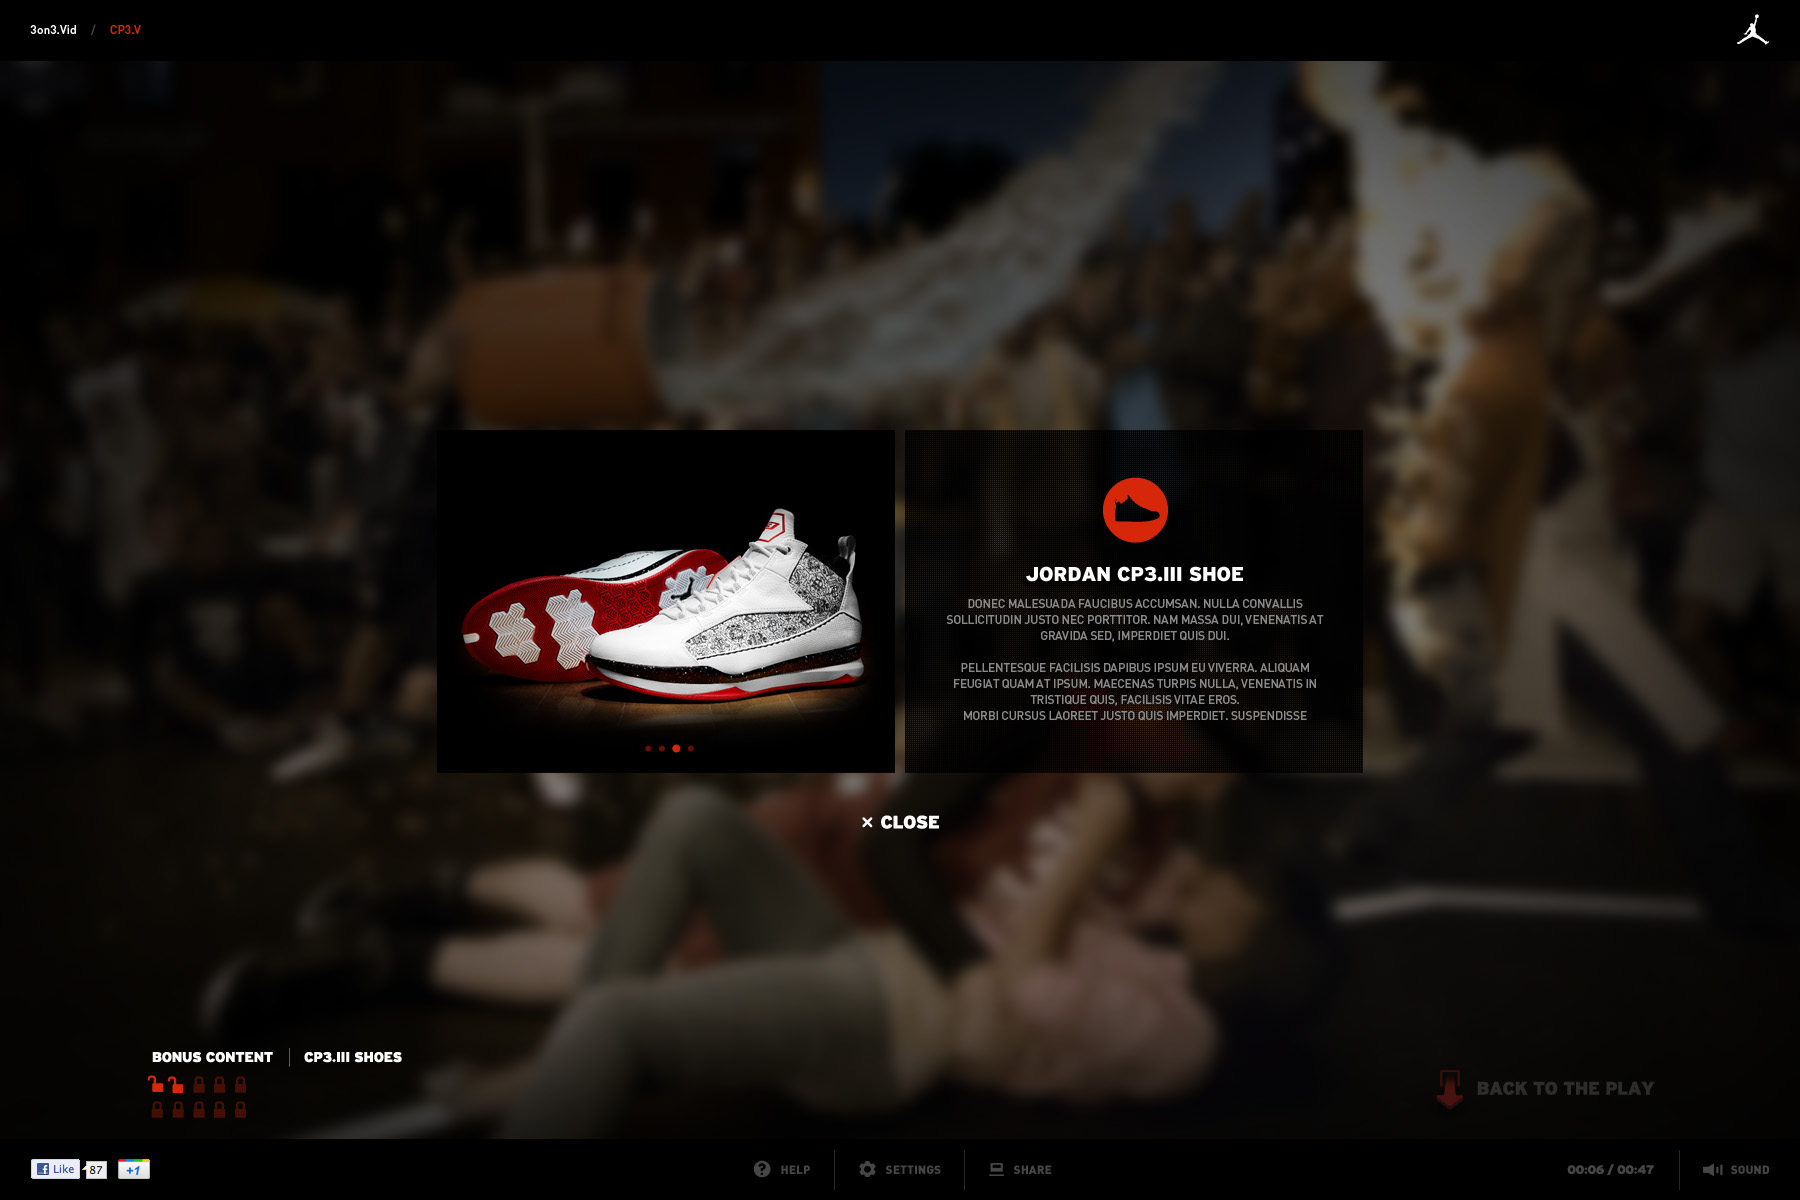 3on3.Vid / CP3.V
JORDAN CP3.III SHOE
DONEC MALESUADA FAUCIBUS ACCUMSAN. NULLA CONVALLIS
SOLLICITUDIN JUSTO NEC PORTTITOR. NAM MASSA DUI, VENENATIS AT
GRAVIDA SED, IMPERDIET QUIS DUI.
PELLENTESQUE FACILISIS DAPIBUS IPSUM EU VIVERRA. ALIQUAM
FEUGIAT QUAM AT IPSUM. MAECENAS TURPIS NULLA, VENENATIS IN
TRISTIQUE QUIS, FACILISIS VITAE EROS.
MORBI CURSUS LAOREET JUSTO QUIS IMPERDIET. SUSPENDISSE
× CLOSE
BONUS CONTENT | CP3.III SHOES
BACK TO THE PLAY
Like 87 +1
HELP
SETTINGS
SHARE
00:06 / 00:47
SOUND